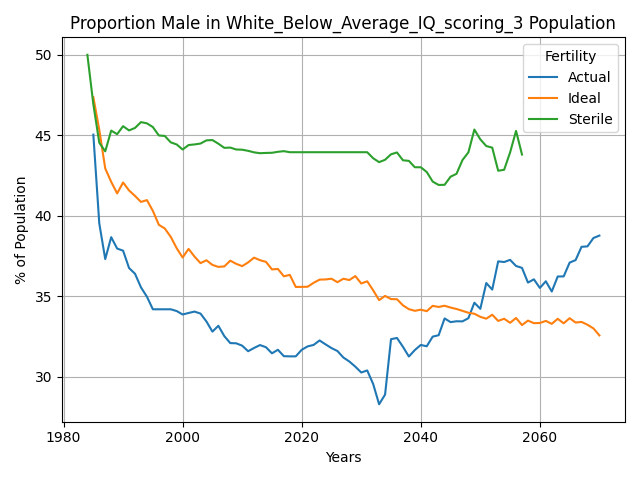 Proportion Male in White_Below_Average_IQ_scoring_3 Population
Fertility
Actual
Ideal
Sterile
50
45
40
35
30
% of Population
1980
2000
2020
2040
2060
Years